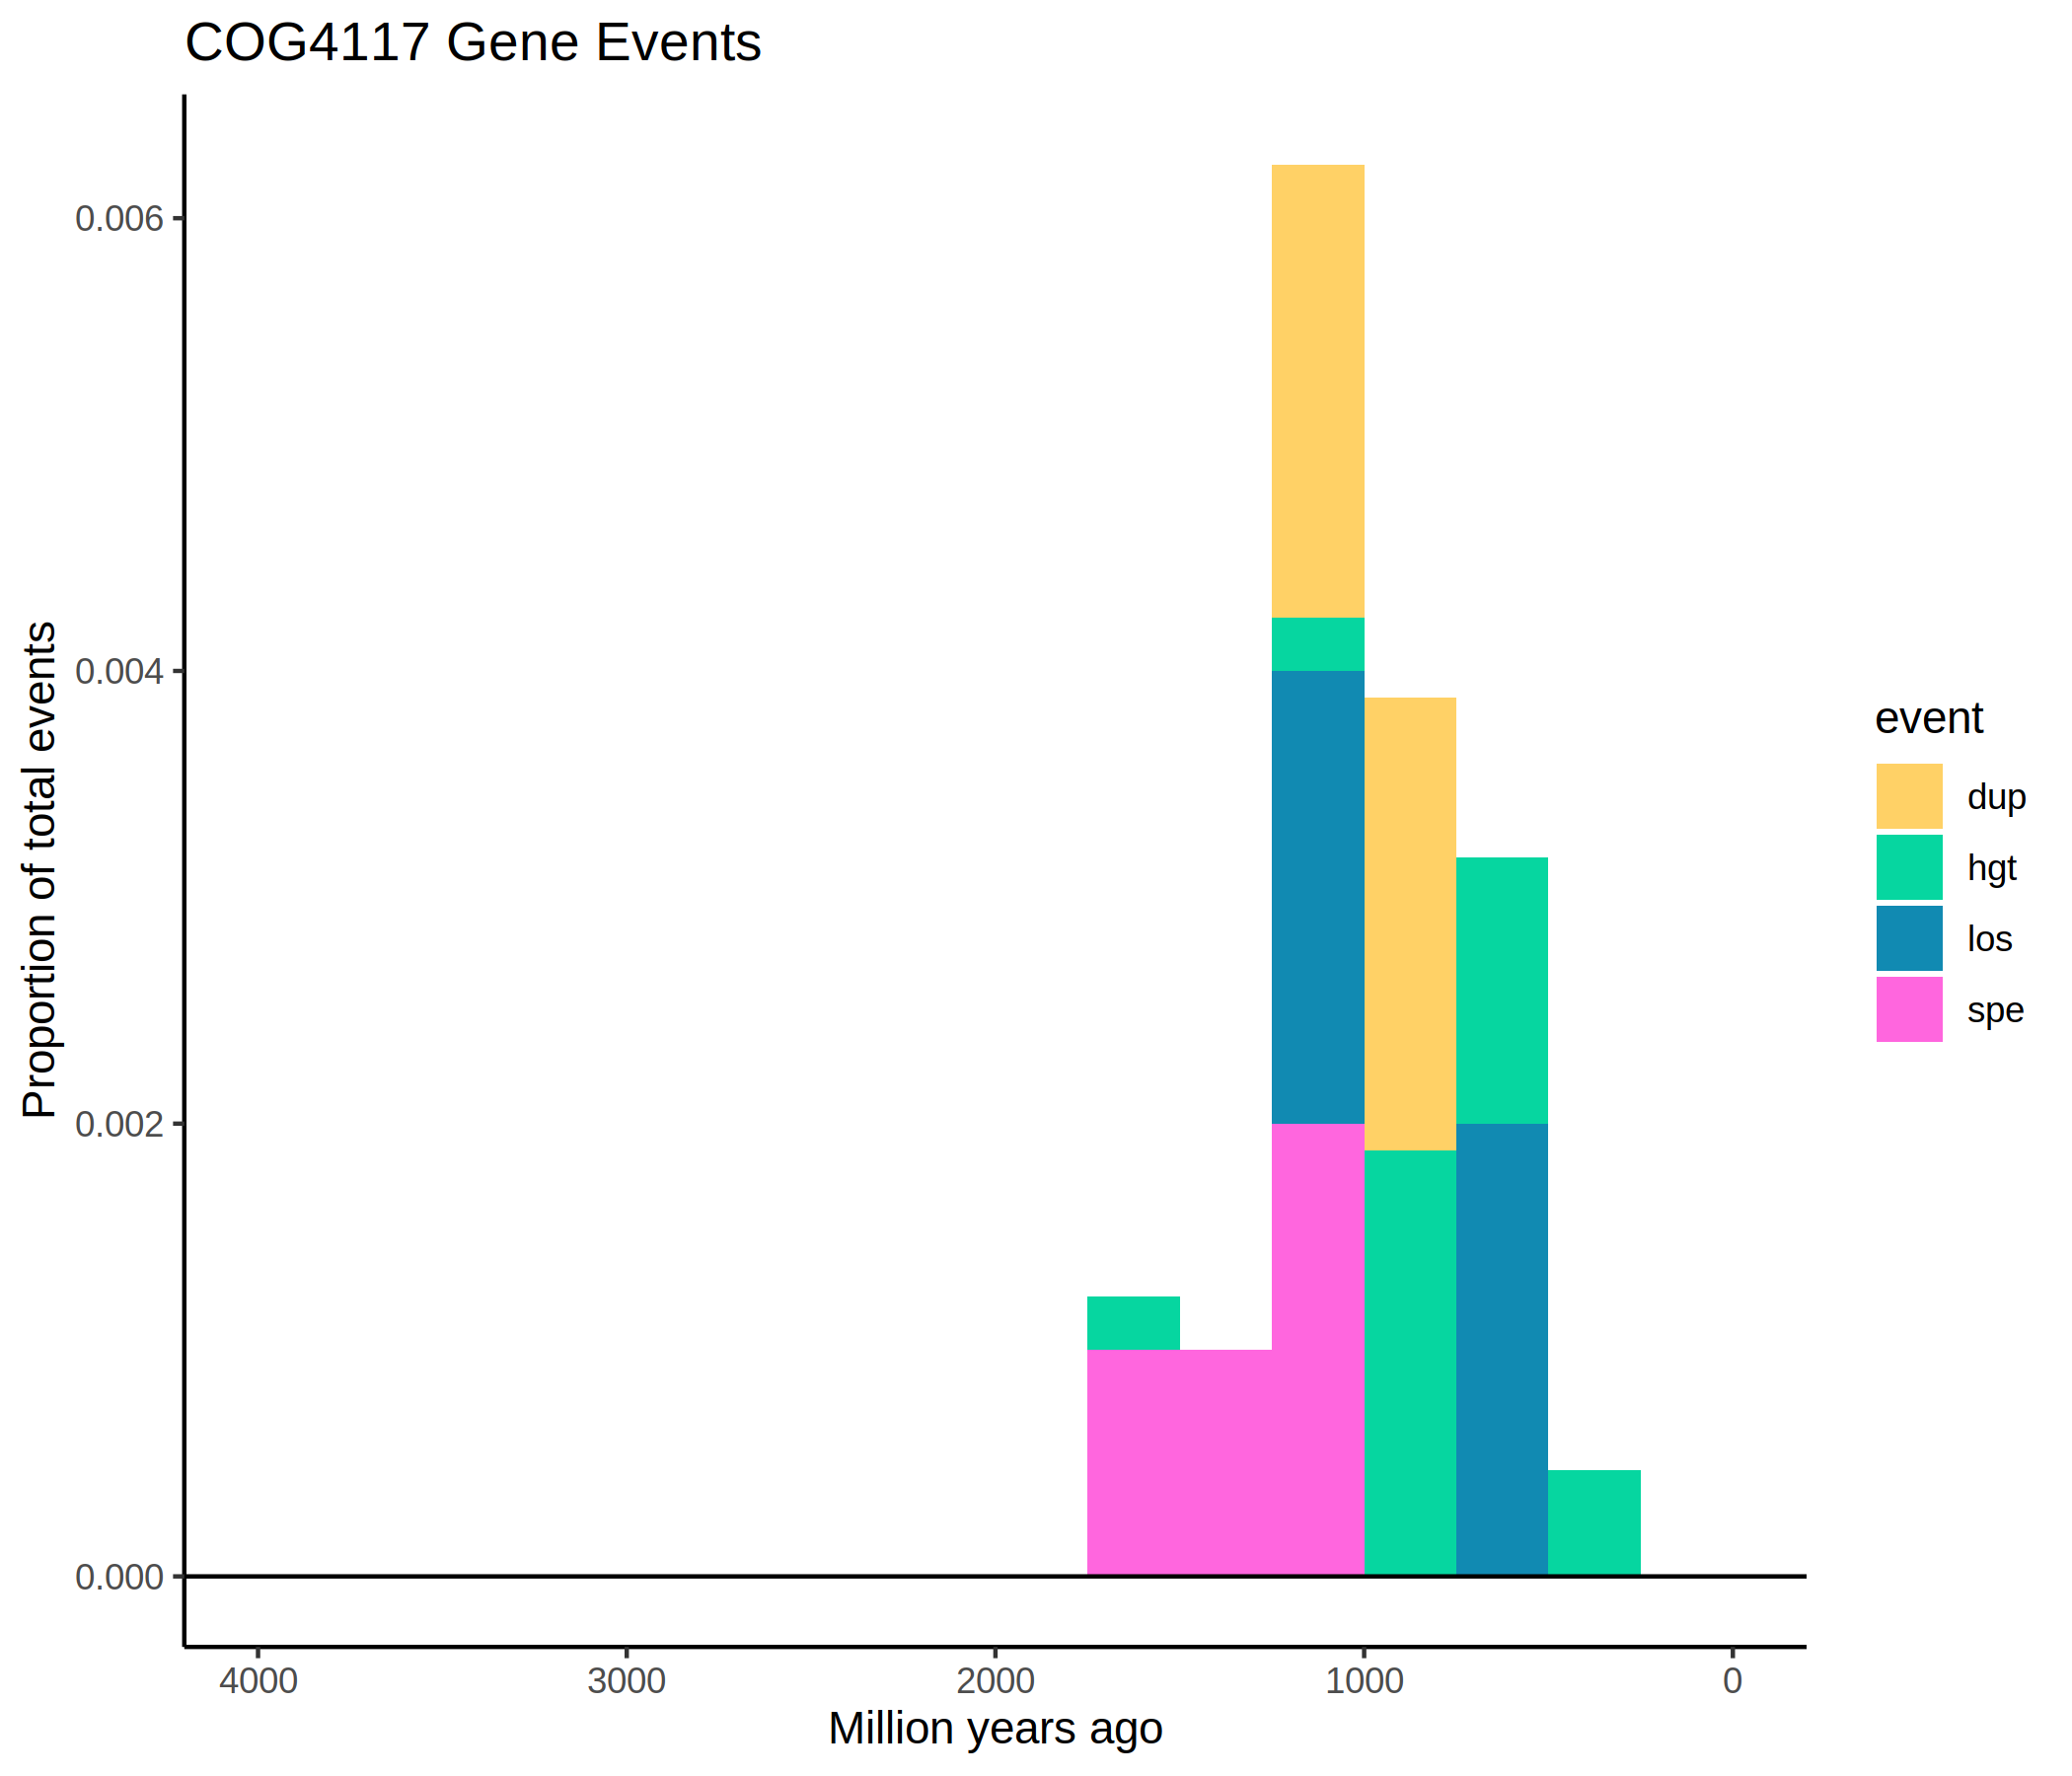 COG4117 Gene Events
Proportion of total events
0.006
0.004
0.002
0.000
4000 3000 2000 1000 0
Million years ago
event
dup
hgt
los
spe